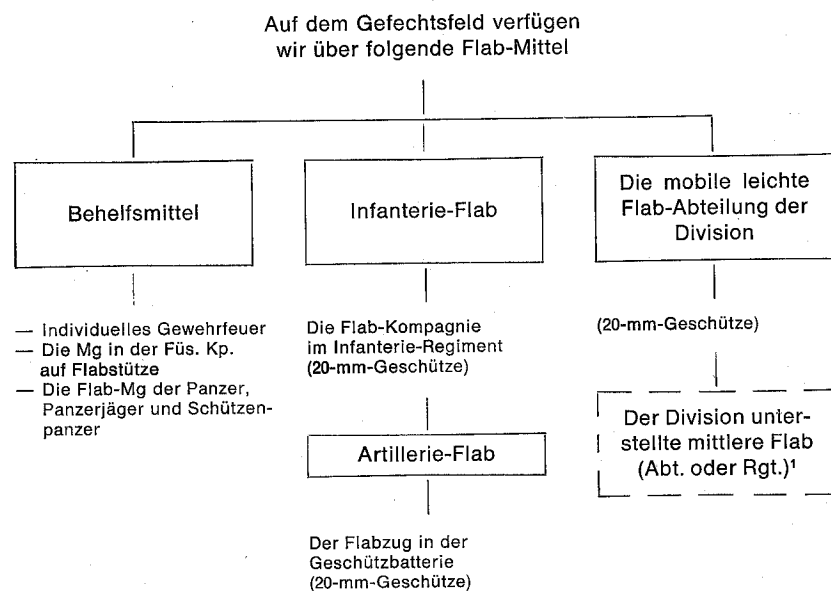 Auf dem Gefechtsfeld verfügen
wir über folgende Flab-Mittel
Behelfsmittel
— Individuelles Gewehrfeuer
— Die Mg in der Füs. Kp.
auf Flabstütze
— Die Flab-Mg der Panzer,
Panzerjäger und Schützen-
panzer
Infanterie-Flab
Die Flab-Kompagnie
im Infanterie-Regiment
(20-mm-Geschütze)
Artillerie-Flab
Der Flabzug in der
Geschützbatterie
(20-mm-Geschütze)
Die mobile leichte
Flab-Abteilung der
Division
(20-mm-Geschütze)
Der Division unter-
stellte mittlere Flab
(Abt. oder Rgt.)¹